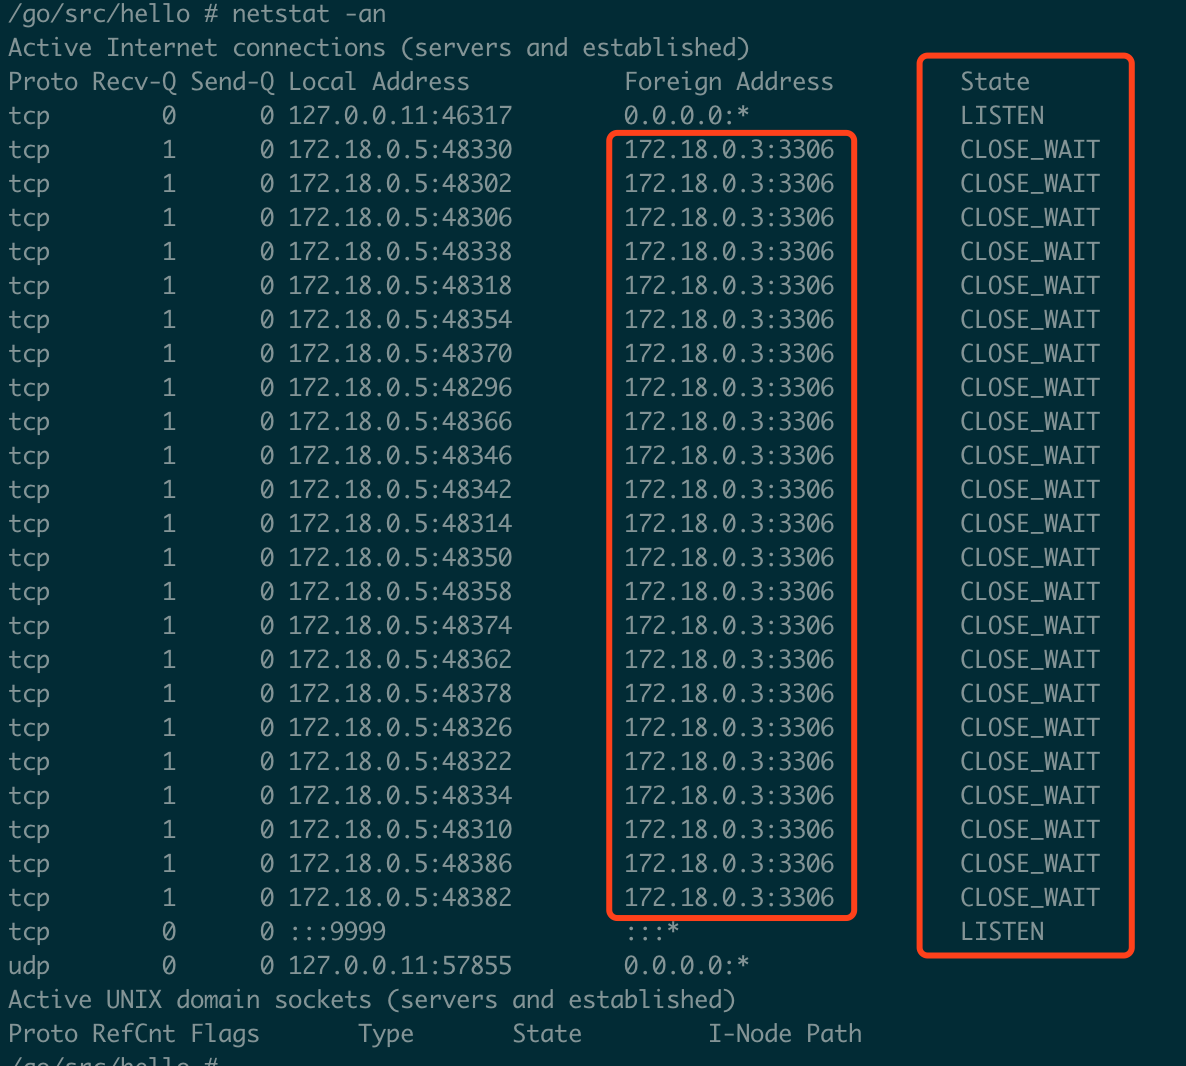 /go/src/hello # netstat -an
Active Internet connections (servers and established)
Proto Recv-Q Send-Q Local Address           Foreign Address         State
tcp        0      0 127.0.0.11:46317        0.0.0.0:*               LISTEN
tcp        1      0 172.18.0.5:48330        172.18.0.3:3306         CLOSE_WAIT
tcp        1      0 172.18.0.5:48302        172.18.0.3:3306         CLOSE_WAIT
tcp        1      0 172.18.0.5:48306        172.18.0.3:3306         CLOSE_WAIT
tcp        1      0 172.18.0.5:48338        172.18.0.3:3306         CLOSE_WAIT
tcp        1      0 172.18.0.5:48318        172.18.0.3:3306         CLOSE_WAIT
tcp        1      0 172.18.0.5:48354        172.18.0.3:3306         CLOSE_WAIT
tcp        1      0 172.18.0.5:48370        172.18.0.3:3306         CLOSE_WAIT
tcp        1      0 172.18.0.5:48296        172.18.0.3:3306         CLOSE_WAIT
tcp        1      0 172.18.0.5:48366        172.18.0.3:3306         CLOSE_WAIT
tcp        1      0 172.18.0.5:48346        172.18.0.3:3306         CLOSE_WAIT
tcp        1      0 172.18.0.5:48342        172.18.0.3:3306         CLOSE_WAIT
tcp        1      0 172.18.0.5:48314        172.18.0.3:3306         CLOSE_WAIT
tcp        1      0 172.18.0.5:48350        172.18.0.3:3306         CLOSE_WAIT
tcp        1      0 172.18.0.5:48358        172.18.0.3:3306         CLOSE_WAIT
tcp        1      0 172.18.0.5:48374        172.18.0.3:3306         CLOSE_WAIT
tcp        1      0 172.18.0.5:48362        172.18.0.3:3306         CLOSE_WAIT
tcp        1      0 172.18.0.5:48378        172.18.0.3:3306         CLOSE_WAIT
tcp        1      0 172.18.0.5:48326        172.18.0.3:3306         CLOSE_WAIT
tcp        1      0 172.18.0.5:48322        172.18.0.3:3306         CLOSE_WAIT
tcp        1      0 172.18.0.5:48334        172.18.0.3:3306         CLOSE_WAIT
tcp        1      0 172.18.0.5:48310        172.18.0.3:3306         CLOSE_WAIT
tcp        1      0 172.18.0.5:48386        172.18.0.3:3306         CLOSE_WAIT
tcp        1      0 172.18.0.5:48382        172.18.0.3:3306         CLOSE_WAIT
tcp        0      0 :::9999                 :::*                    LISTEN
udp        0      0 127.0.0.11:57855        0.0.0.0:*
Active UNIX domain sockets (servers and established)
Proto RefCnt Flags       Type       State         I-Node Path
/go/src/hello #